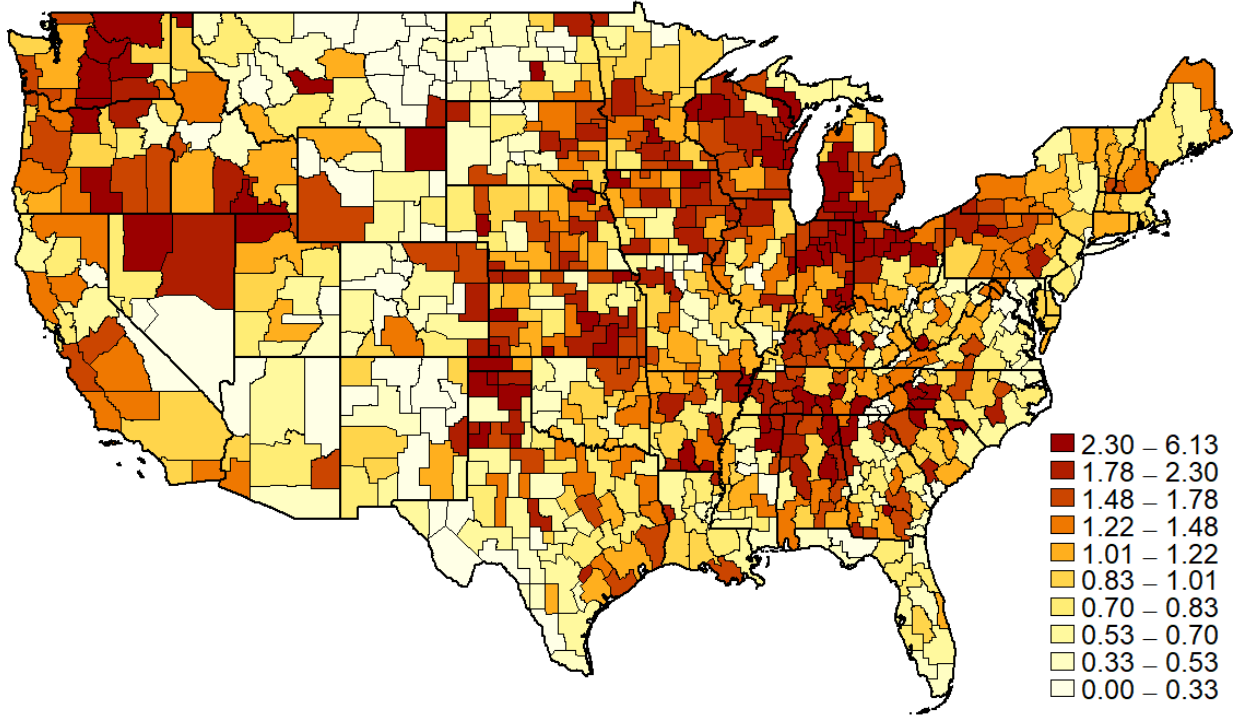 2.30 – 6.13
1.78 – 2.30
1.48 – 1.78
1.22 – 1.48
1.01 – 1.22
0.83 – 1.01
0.70 – 0.83
0.53 – 0.70
0.33 – 0.53
0.00 – 0.33